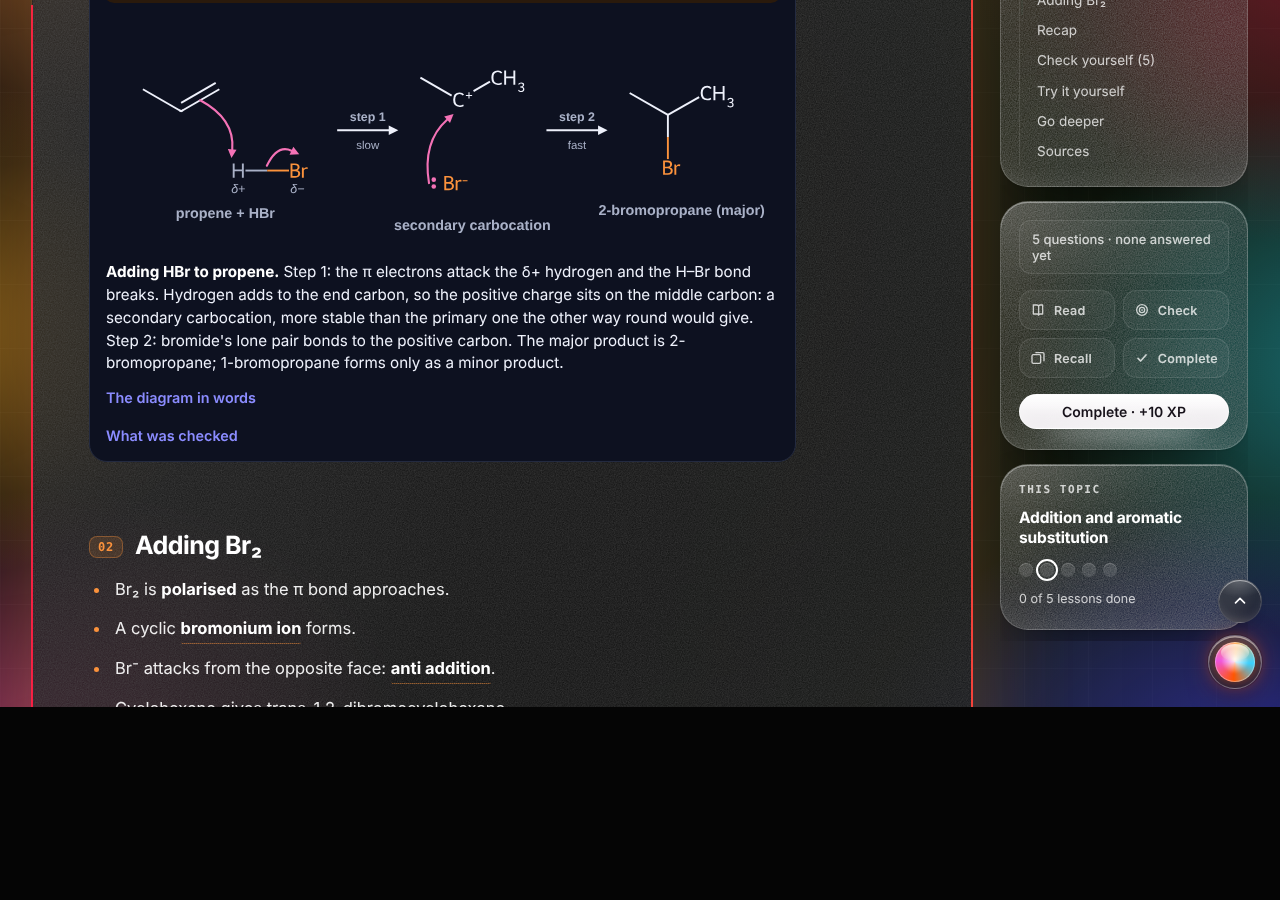 CH₃
C⁺
CH₃
step 1
slow
step 2
fast
H
Br
δ+
δ−
Br⁻
Br
propene + HBr
secondary carbocation
2-bromopropane (major)
Adding HBr to propene. Step 1: the π electrons attack the δ+ hydrogen and the H–Br bond
breaks. Hydrogen adds to the end carbon, so the positive charge sits on the middle carbon: a
secondary carbocation, more stable than the primary one the other way round would give.
Step 2: bromide's lone pair bonds to the positive carbon. The major product is 2-
bromopropane; 1-bromopropane forms only as a minor product.
The diagram in words
What was checked
02 Adding Br₂
Br₂ is polarised as the π bond approaches.
A cyclic bromonium ion forms.
Br⁻ attacks from the opposite face: anti addition.
Cyclohexene gives trans-1,2-dibromocyclohexane.
Adding Br₂
Recap
Check yourself (5)
Try it yourself
Go deeper
Sources
5 questions · none answered
yet
Read
Check
Recall
Complete
Complete · +10 XP
THIS TOPIC
Addition and aromatic
substitution
0 of 5 lessons done